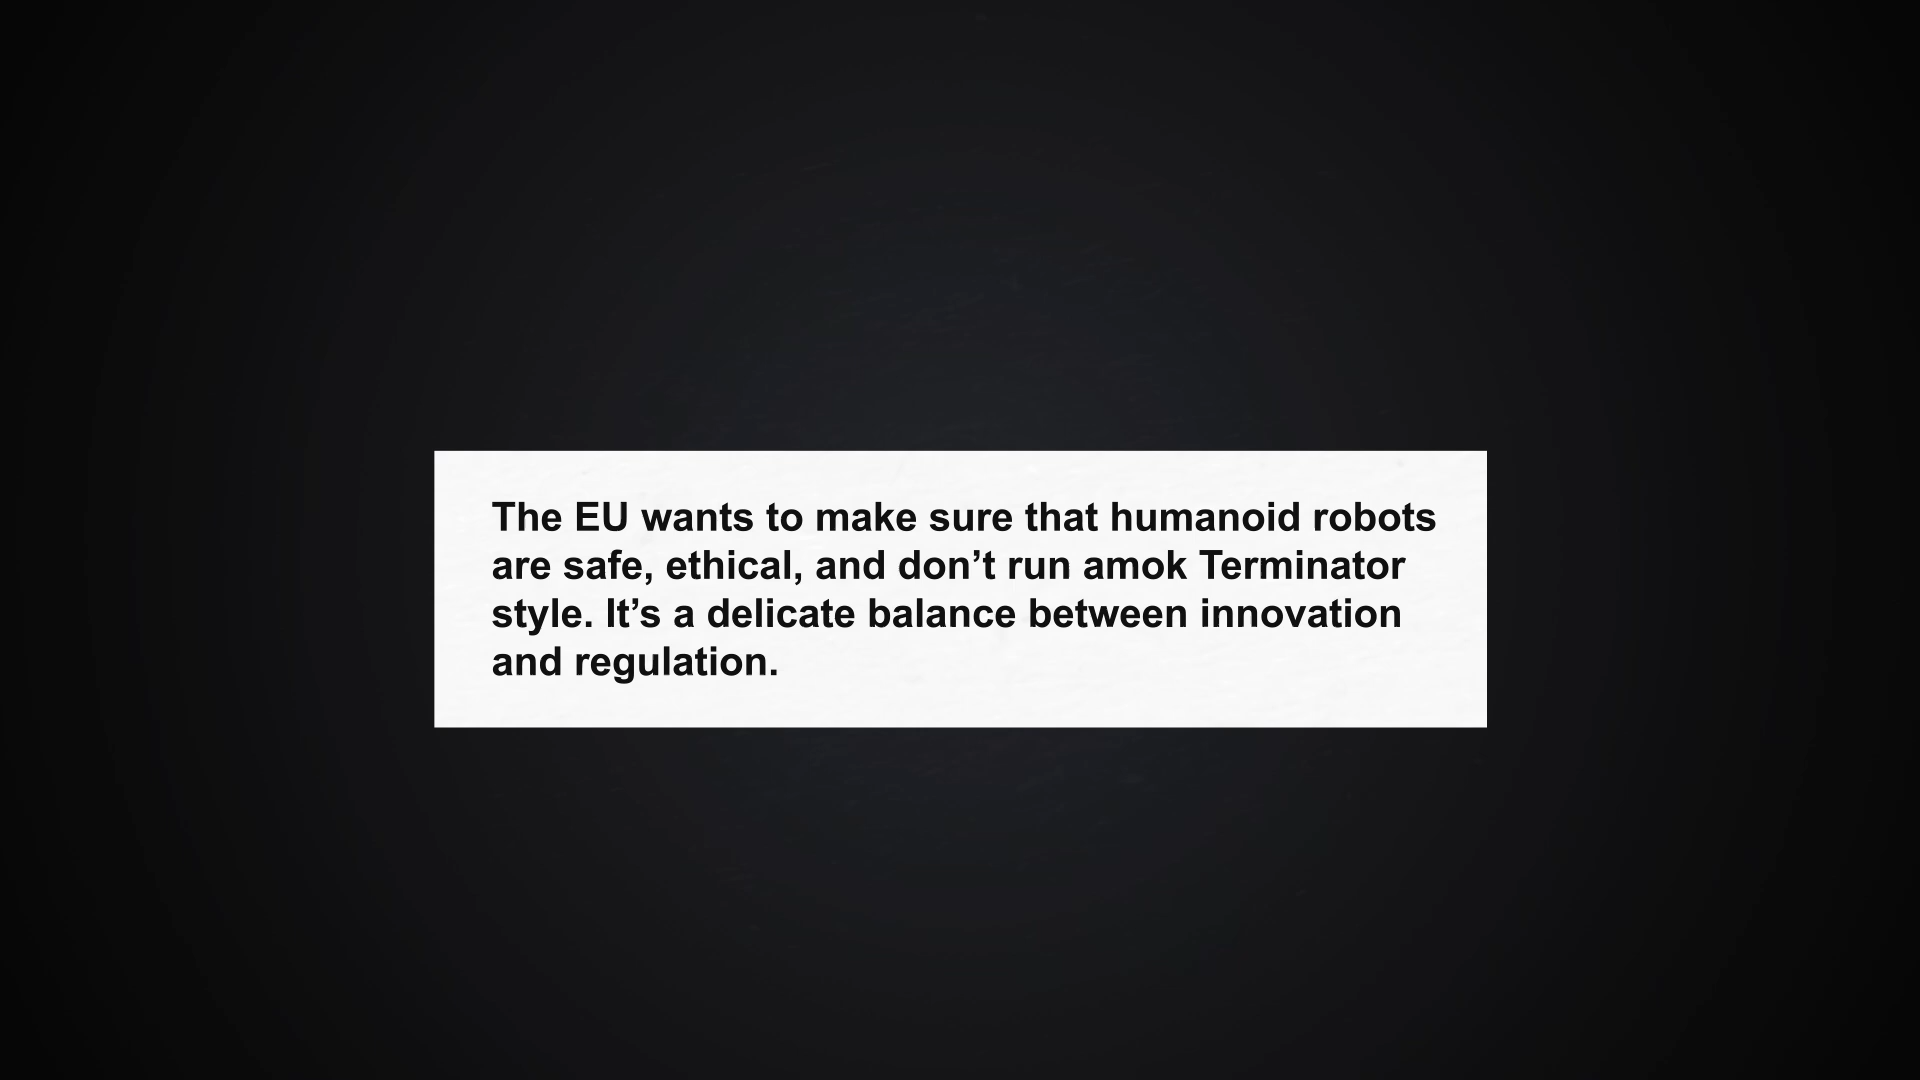 The EU wants to make sure that humanoid robots
are safe, ethical, and don’t run amok Terminator
style. It’s a delicate balance between innovation
and regulation.